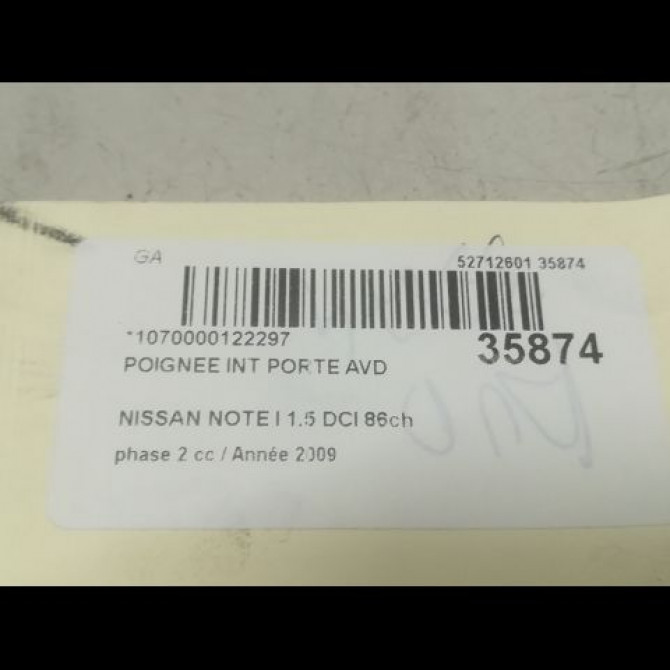 GA
52712601 35874
*1070000122297
35874
POIGNEE INT PORTE AVD
NISSAN NOTE I 1.5 DCI 86ch
phase 2 cc / Année 2009